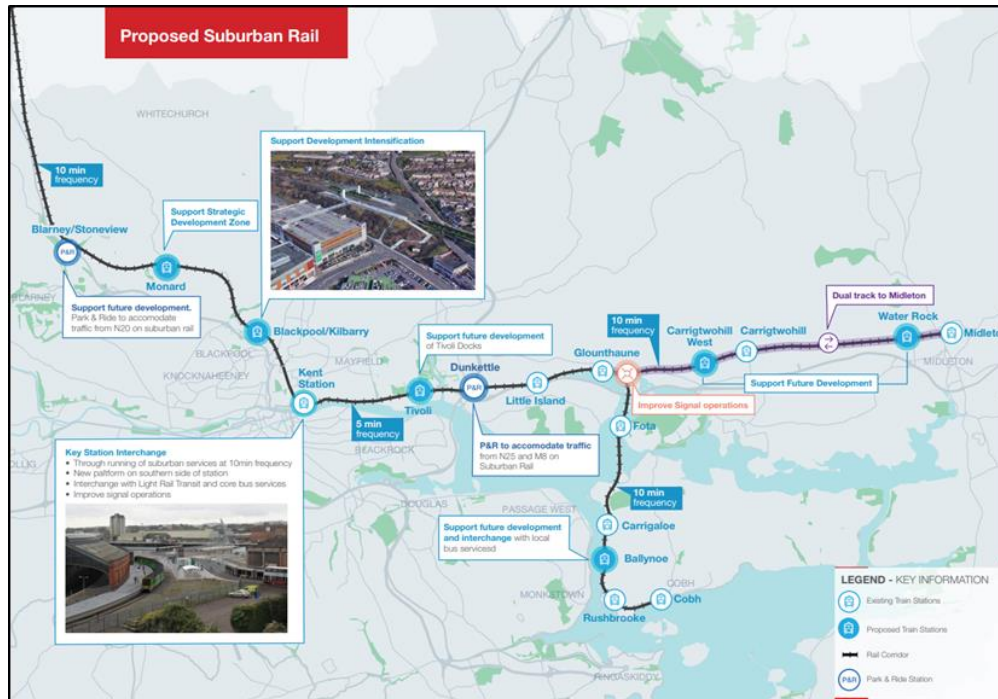 Proposed Suburban Rail
WHITECHURCH
Support Development Intensification
10 min
frequency
Blarney/Stoneview
P&R
Support Strategic
Development Zone
Monard
BLARNEY
Support future development.
Park & Ride to accomodate
traffic from N20 on suburban rail
Blackpool/Kilbarry
BLACKPOOL
KNOCKNAHEENEY
MAYFIELD
Kent
Station
5 min
frequency
Support future development
of Tivoli Docks
Tivoli
Dunkettle
P&R
P&R to accomodate traffic
from N25 and M8 on
Suburban Rail
Little Island
Glounthaune
10 min
frequency
Carrigtwohill
West
Carrigtwohill
Dual track to Midleton
Water Rock
Midlet
MIDLETON
Support Future Development
Improve Signal operations
Fota
BLACKROCK
DOUGLAS
PASSAGE WEST
10 min
frequency
Carrigaloe
Support future development
and interchange with local
bus servicesd
Ballynoe
MONKSTOWN
COBH
Cobh
Rushbrooke
RINGASKIDDY
OLLIG
Key Station Interchange
• Through running of suburban services at 10min frequency
• New paltform on southern side of station
• Interchange with Light Rail Transit and core bus services
• Improve signal operations
LEGEND - KEY INFORMATION
Existing Train Stations
Proposed Train Stations
Rail Corridor
P&R Park & Ride Station